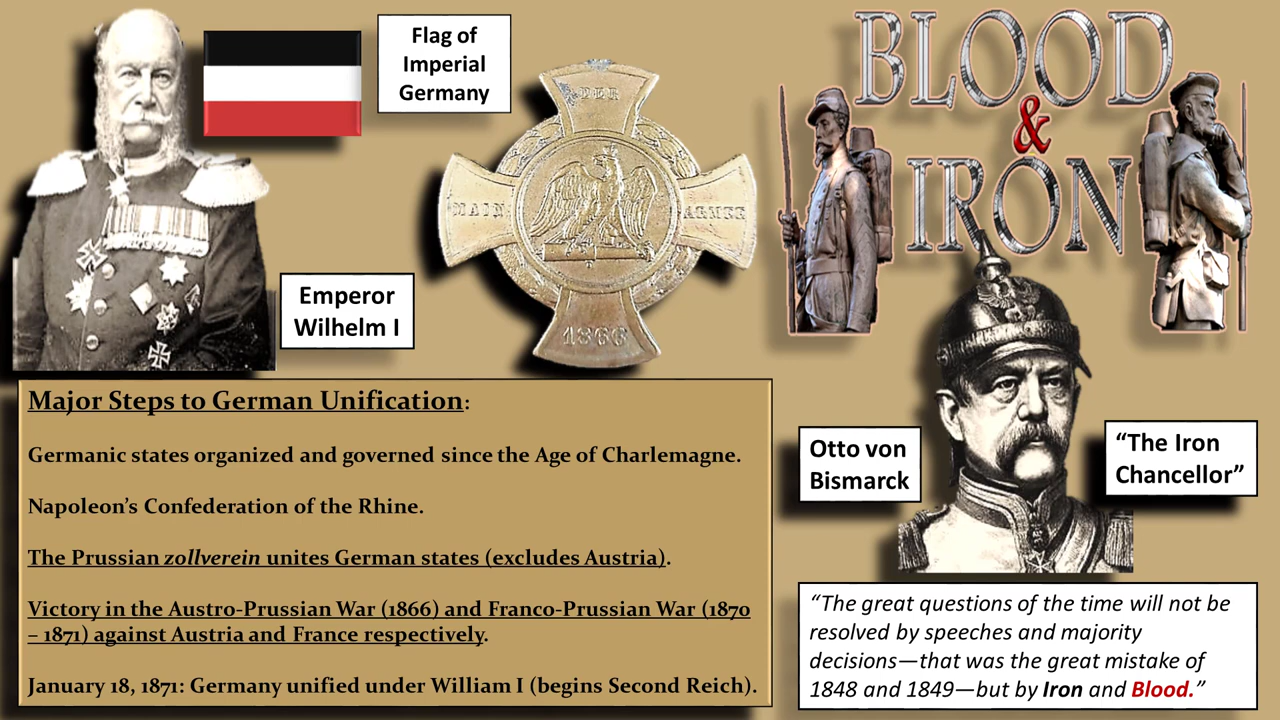 Flag of
Imperial
Germany
DER
MAIN
ARMEE
1866
BLOOD
&
IRON
Emperor
Wilhelm I
Major Steps to German Unification:
Germanic states organized and governed since the Age of Charlemagne.
Napoleon’s Confederation of the Rhine.
The Prussian zollverein unites German states (excludes Austria).
Victory in the Austro-Prussian War (1866) and Franco-Prussian War (1870
– 1871) against Austria and France respectively.
January 18, 1871: Germany unified under William I (begins Second Reich).
Otto von
Bismarck
“The Iron
Chancellor”
“The great questions of the time will not be
resolved by speeches and majority
decisions—that was the great mistake of
1848 and 1849—but by Iron and Blood.”